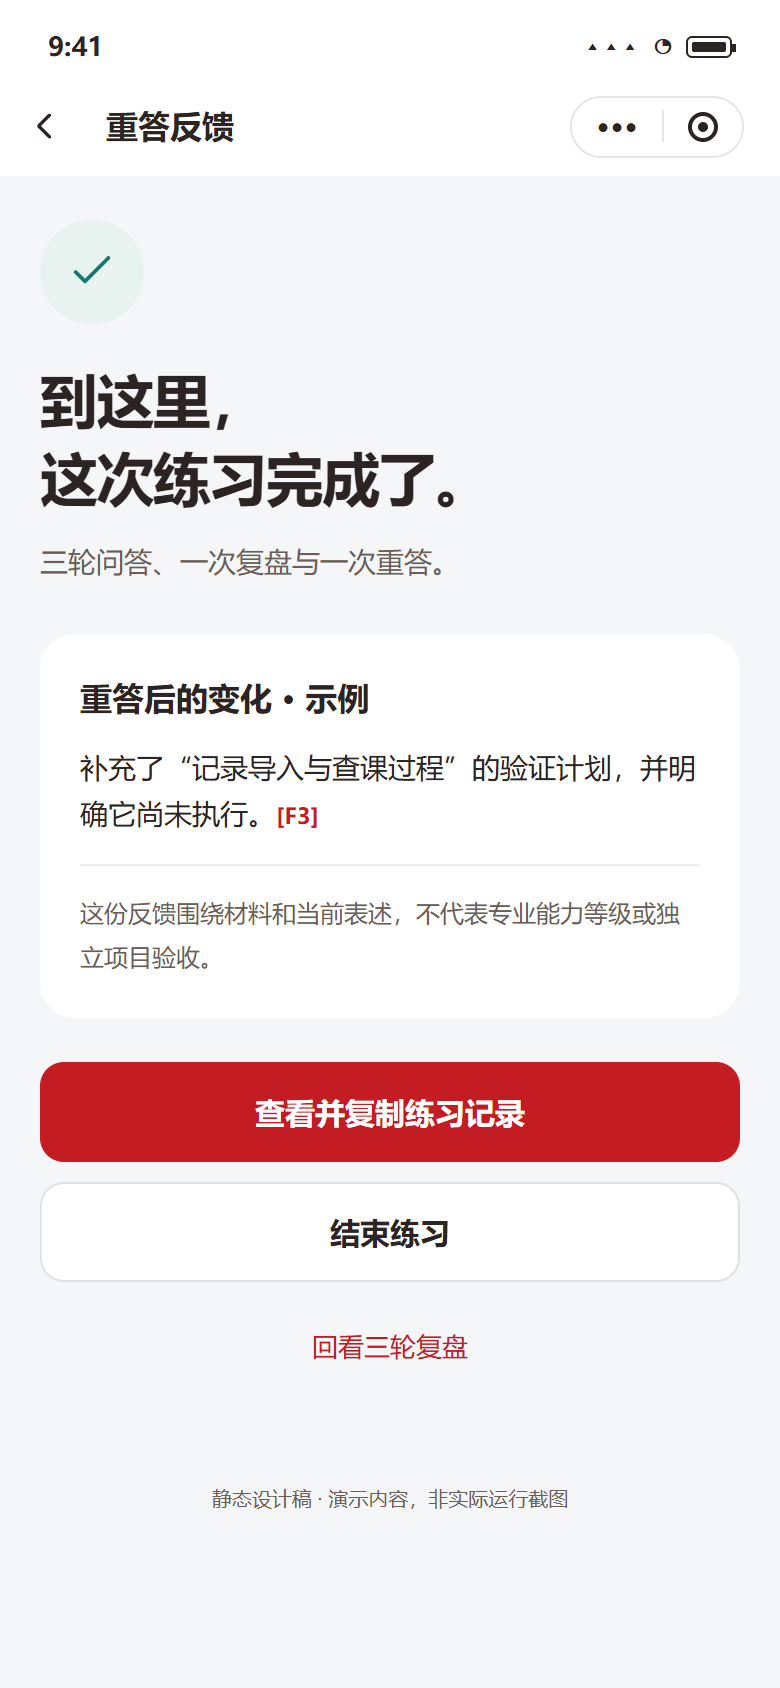 9:41
重答反馈
到这里，
这次练习完成了。
三轮问答、一次复盘与一次重答。
重答后的变化・示例
补充了“记录导入与查课过程”的验证计划，并明
确它尚未执行。[F3]
这份反馈围绕材料和当前表述，不代表专业能力等级或独
立项目验收。
查看并复制练习记录
结束练习
回看三轮复盘
静态设计稿 · 演示内容，非实际运行截图